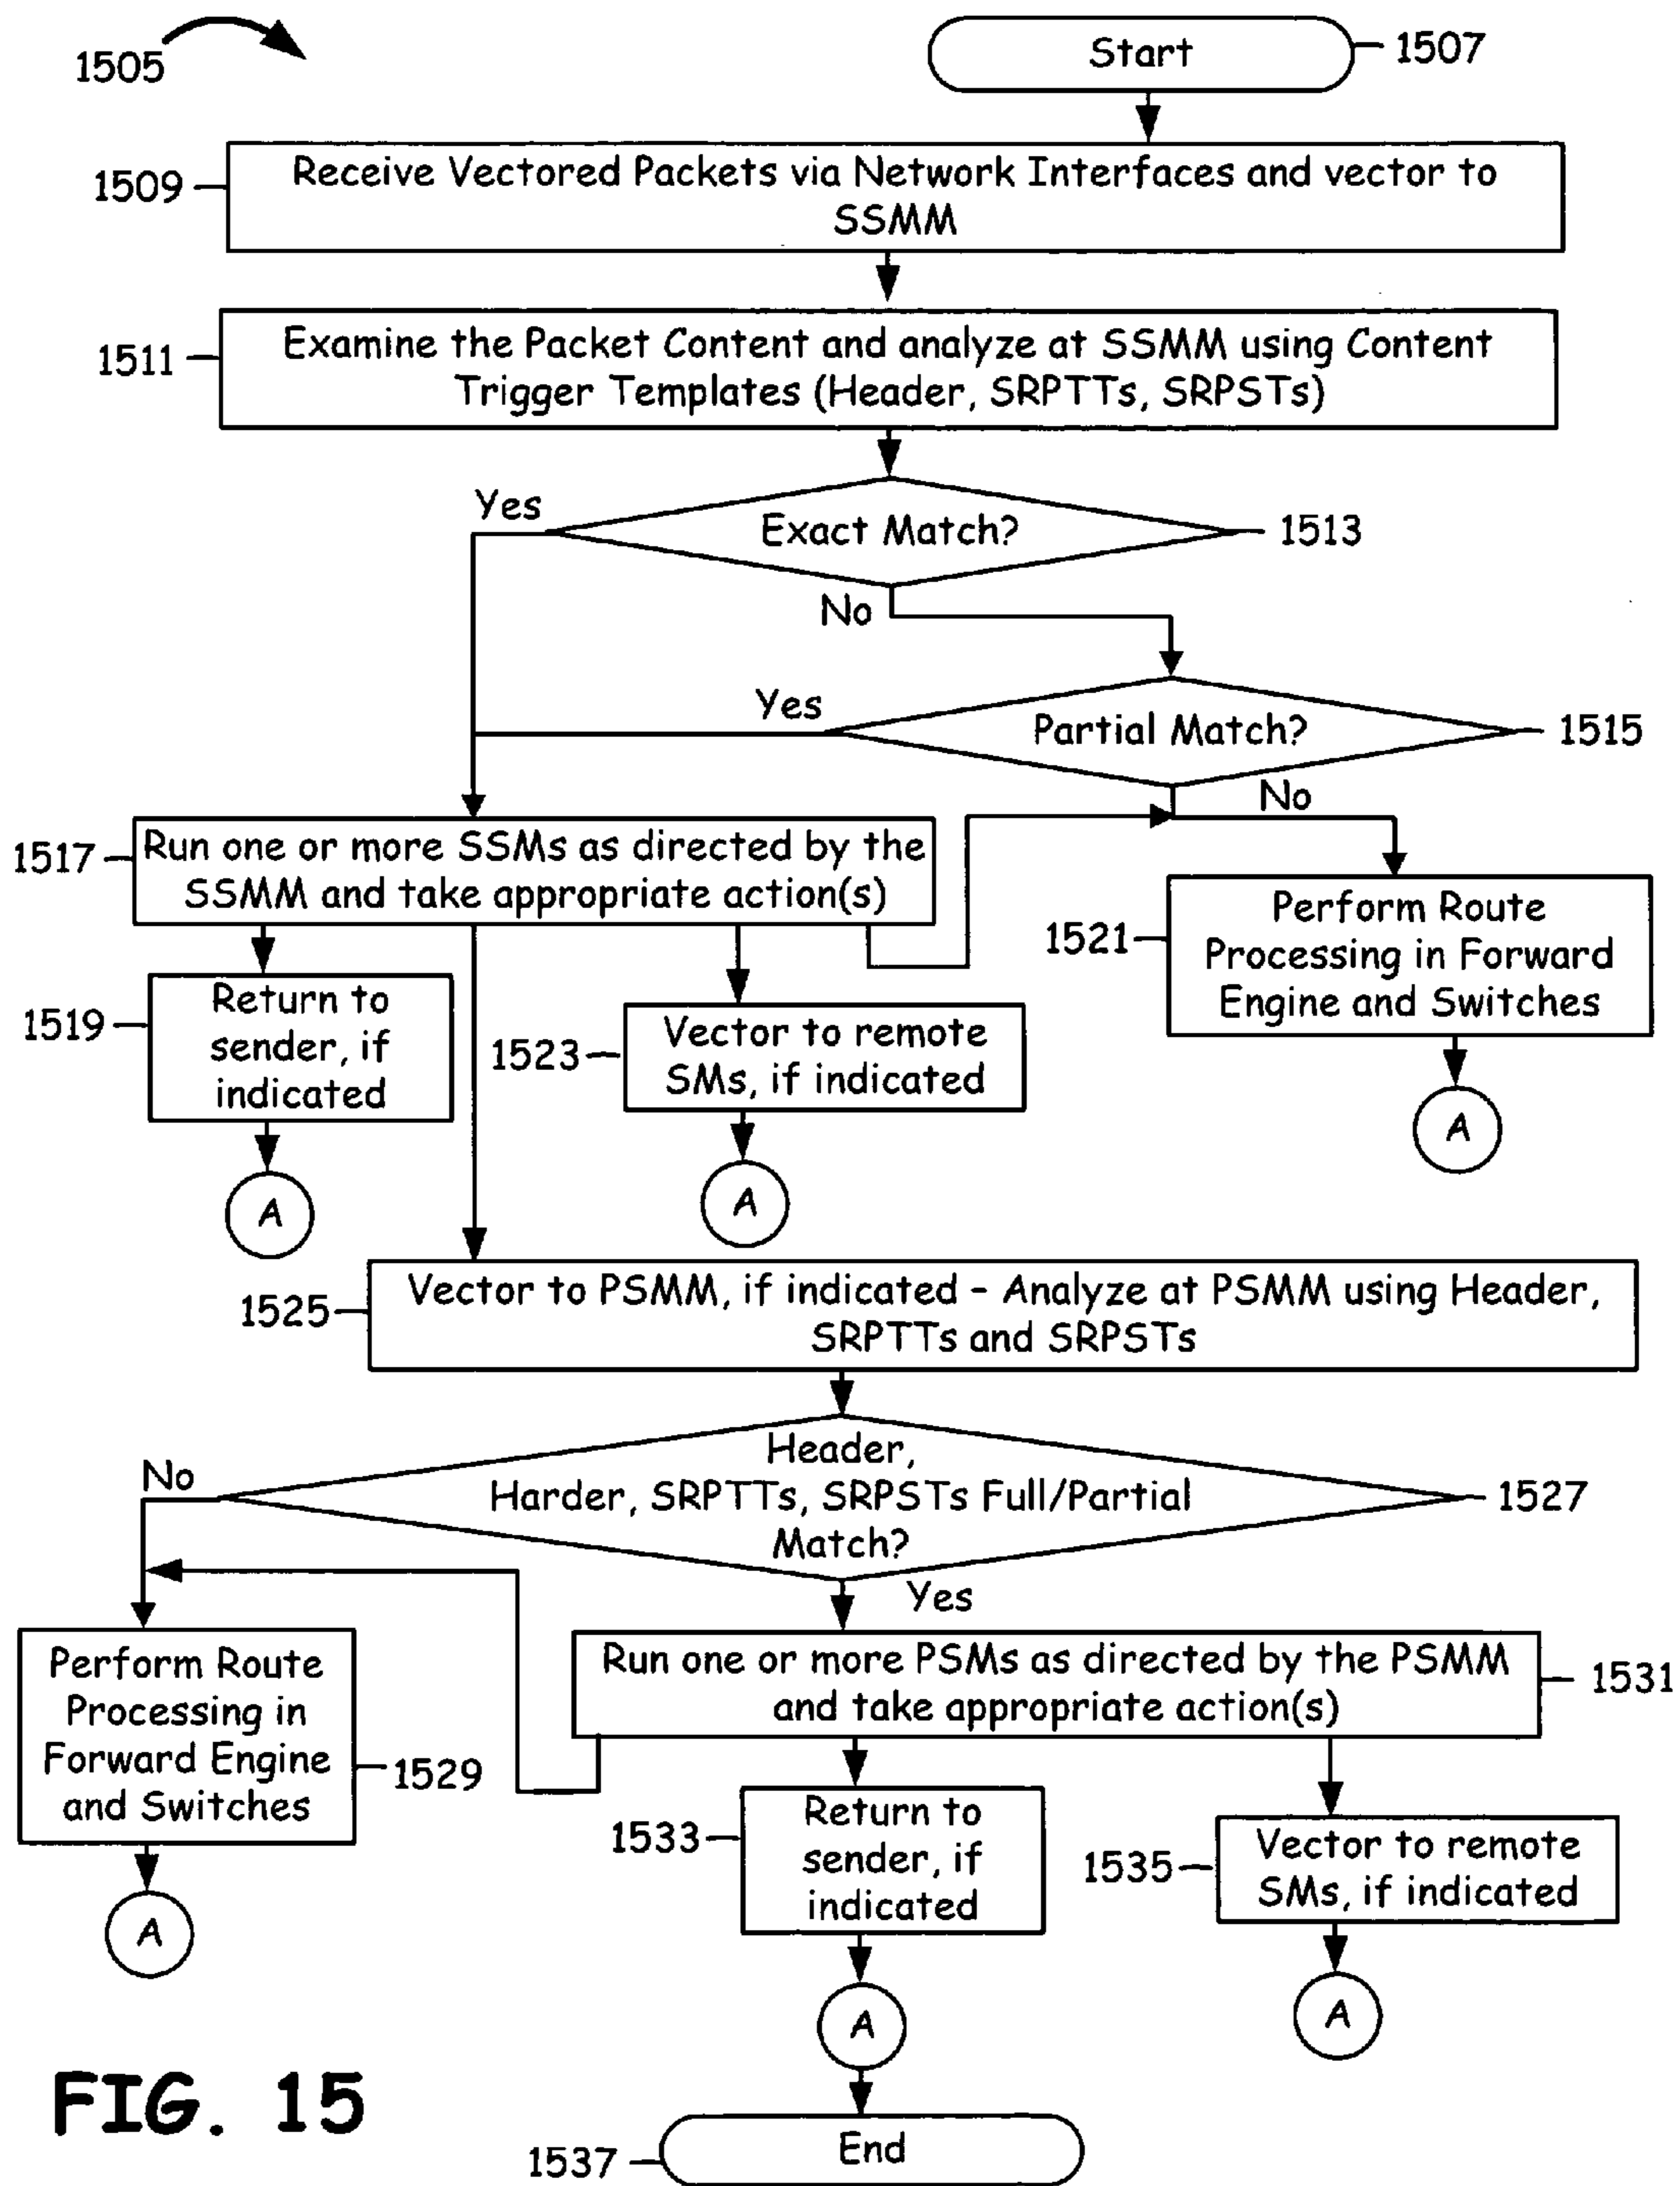 1505
Start
1507
1509
Receive Vectored Packets via Network Interfaces and vector to
SSMM
1511
Examine the Packet Content and analyze at SSMM using Content
Trigger Templates (Header, SRPTTs, SRPSTs)
Yes
Exact Match?
1513
No
Yes
Partial Match?
1515
No
1517
Run one or more SSMs as directed by the
SSMM and take appropriate action(s)
1521
Perform Route
Processing in Forward
Engine and Switches
1519
Return to
sender, if
indicated
1523
Vector to remote
SMs, if indicated
A
A
A
1525
Vector to PSMM, if indicated - Analyze at PSMM using Header,
SRPTTs and SRPSTs
No
Header,
Harder, SRPTTs, SRPSTs Full/Partial
Match?
1527
Yes
Perform Route
Processing in
Forward Engine
and Switches
1529
Run one or more PSMs as directed by the PSMM
and take appropriate action(s)
1531
1533
Return to
sender, if
indicated
1535
Vector to remote
SMs, if indicated
A
A
A
FIG. 15
1537
End